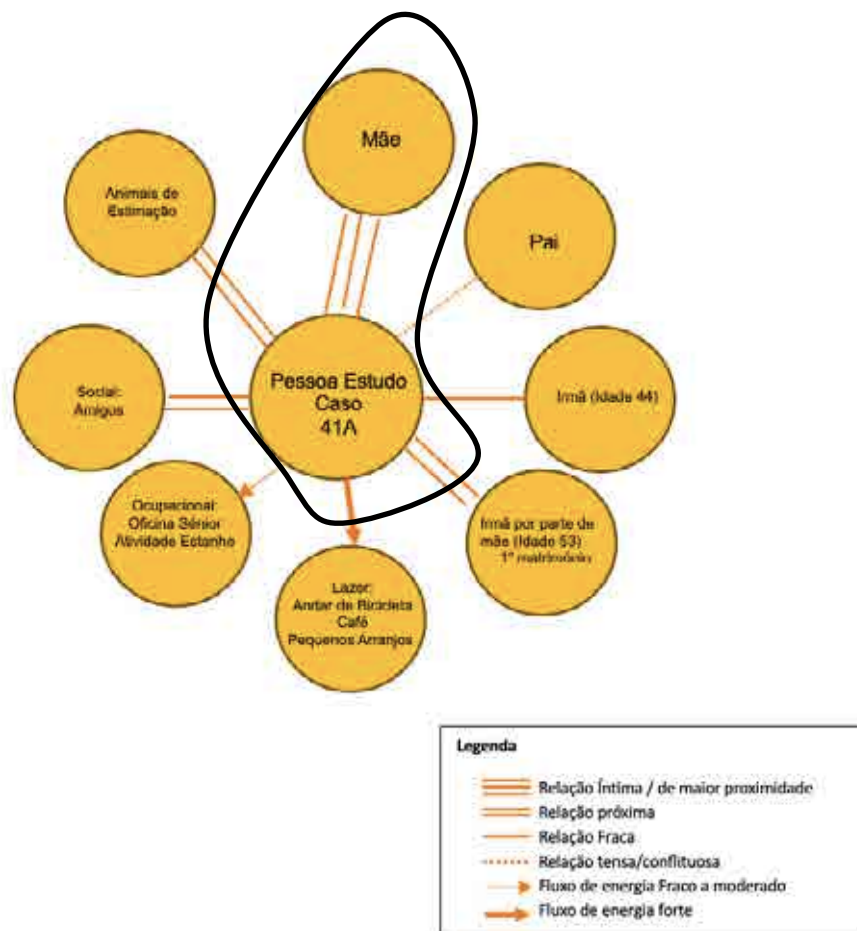 Mãe
Animais de
Estimação
Pai
Pessoa Estudo
Caso
41A
Social:
Amigus
Irmã (Idade 44)
Ocupacional:
Oficina Sénior
Atividade Estanho
Irmã por parte de
mãe (Idade 53)
1º matrimónio
Lazer:
Andar de Bicicleta
Café
Pequenos Arranjos
Legenda
Relação Íntima / de maior proximidade
Relação próxima
Relação Fraca
Relação tensa/conflituosa
Fluxo de energia Fraco a moderado
Fluxo de energia forte